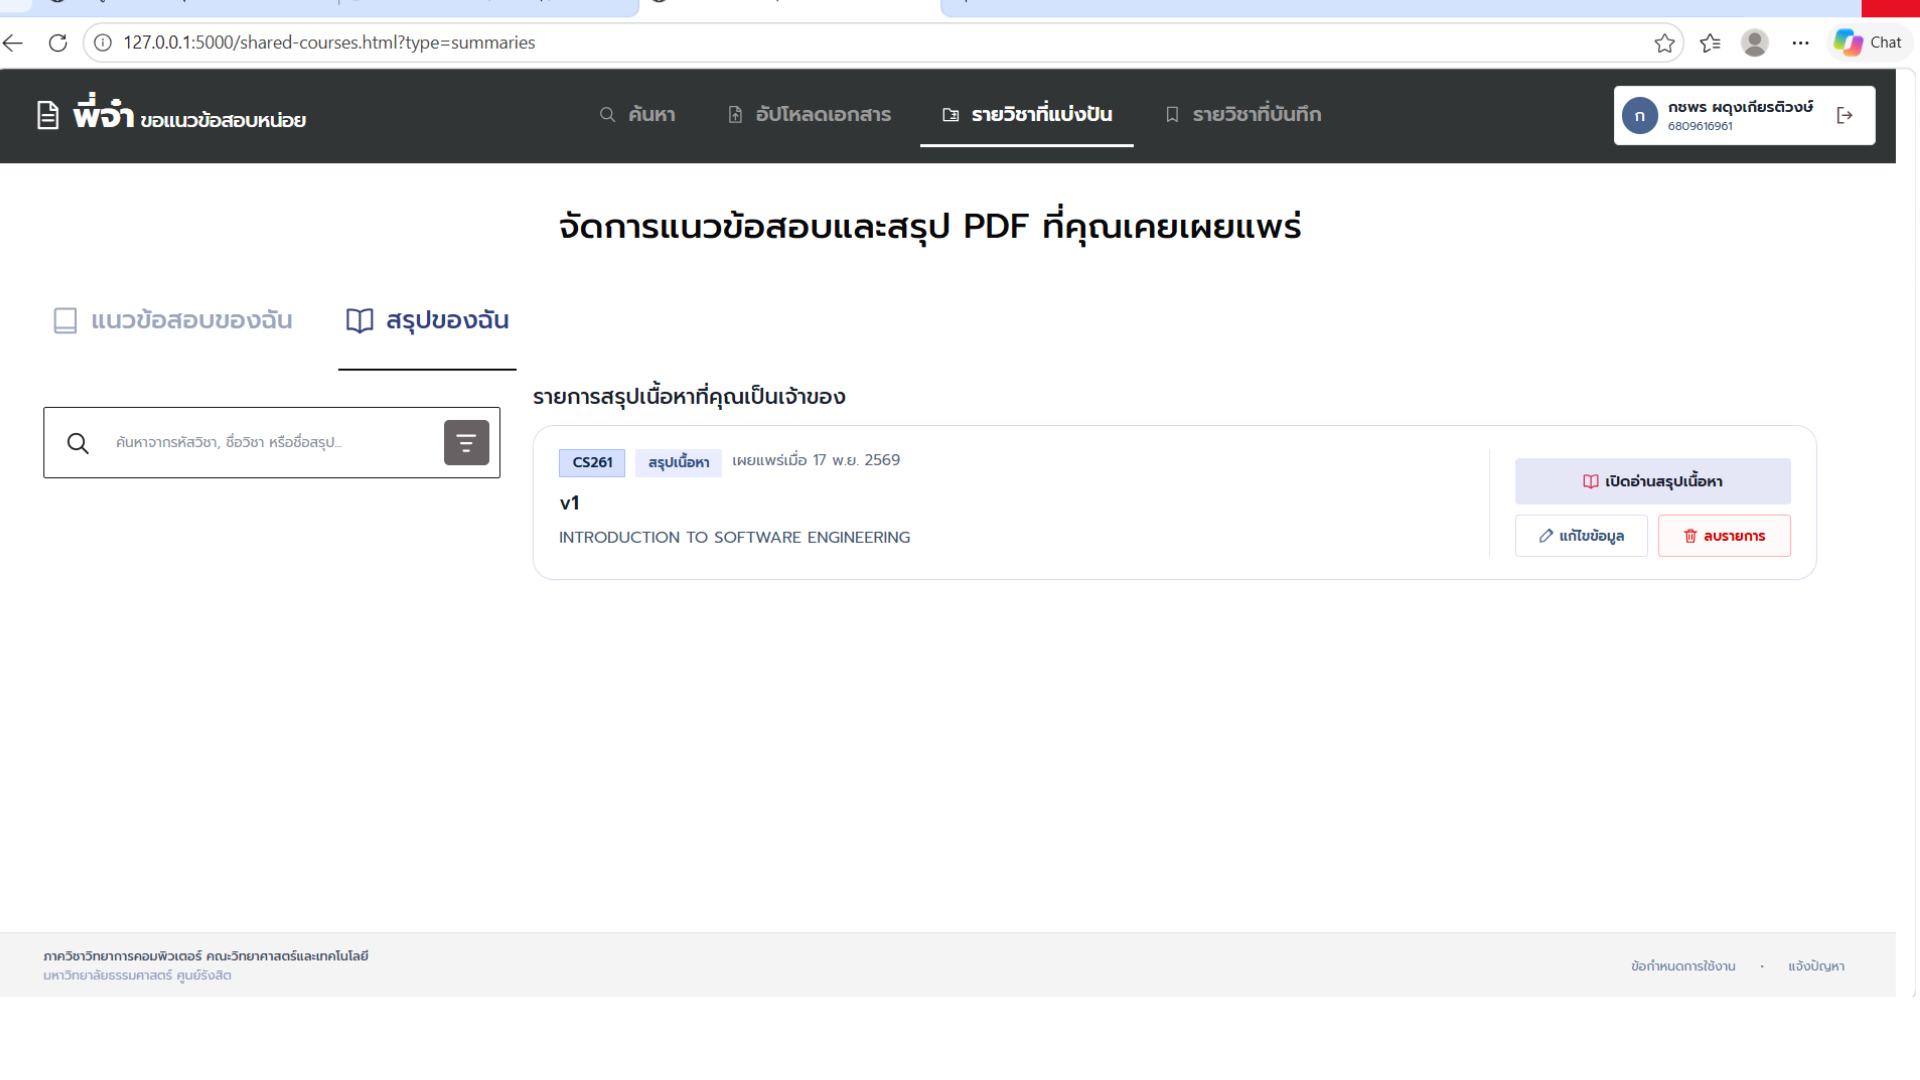 127.0.0.1:5000/shared-courses.html?type=summaries
Chat
พี่จ๋า ขอแนวข้อสอบหน่อย
ค้นหา
อัปโหลดเอกสาร
รายวิชาที่แบ่งปัน
รายวิชาที่บันทึก
ก
กชพร ผดุงเกียรติวงษ์
6809616961
จัดการแนวข้อสอบและสรุป PDF ที่คุณเคยเผยแพร่
แนวข้อสอบของฉัน
สรุปของฉัน
ค้นหาจากรหัสวิชา, ชื่อวิชา หรือชื่อสรุป...
รายการสรุปเนื้อหาที่คุณเป็นเจ้าของ
CS261 สรุปเนื้อหา เผยแพร่เมื่อ 17 พ.ย. 2569
v1
INTRODUCTION TO SOFTWARE ENGINEERING
เปิดอ่านสรุปเนื้อหา
แก้ไขข้อมูล
ลบรายการ
ภาควิชาวิทยาการคอมพิวเตอร์ คณะวิทยาศาสตร์และเทคโนโลยี
มหาวิทยาลัยธรรมศาสตร์ ศูนย์รังสิต
ข้อกำหนดการใช้งาน · แจ้งปัญหา